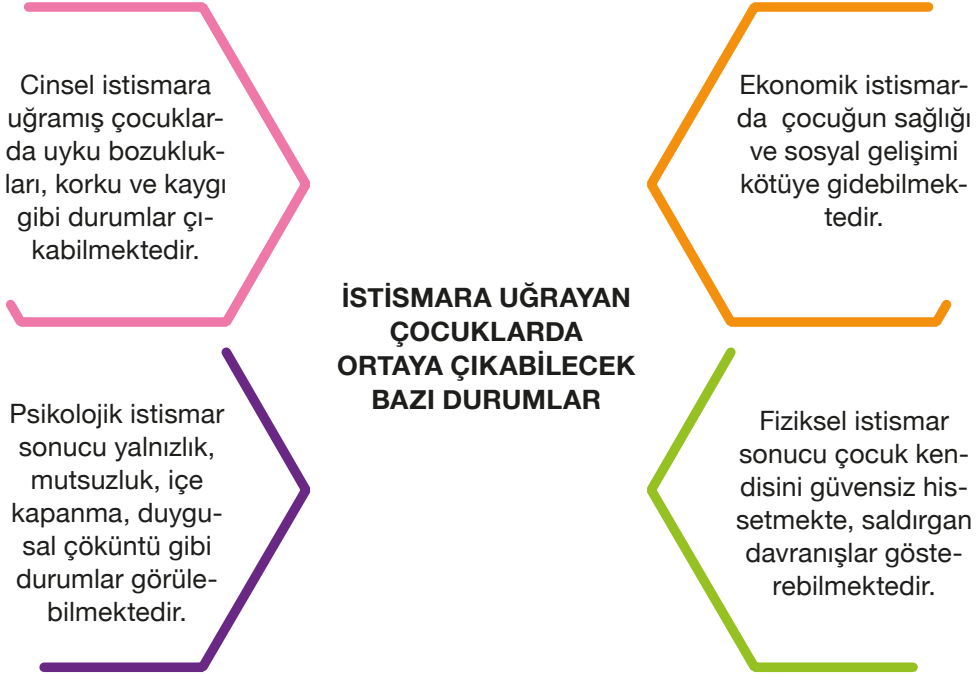 Cinsel istismara
uğramış çocuklar-
da uyku bozukluk-
ları, korku ve kaygı
gibi durumlar çı-
kabilmektedir.
Ekonomik istismar-
da  çocuğun sağlığı
ve sosyal gelişimi
kötüye gidebilmek-
tedir.
İSTİSMARA UĞRAYAN
ÇOCUKLARDA
ORTAYA ÇIKABİLECEK
BAZI DURUMLAR
Psikolojik istismar
sonucu yalnızlık,
mutsuzluk, içe
kapanma, duygu-
sal çöküntü gibi
durumlar görüle-
bilmektedir.
Fiziksel istismar
sonucu çocuk ken-
disini güvensiz his-
setmekte, saldırgan
davranışlar göste-
rebilmektedir.